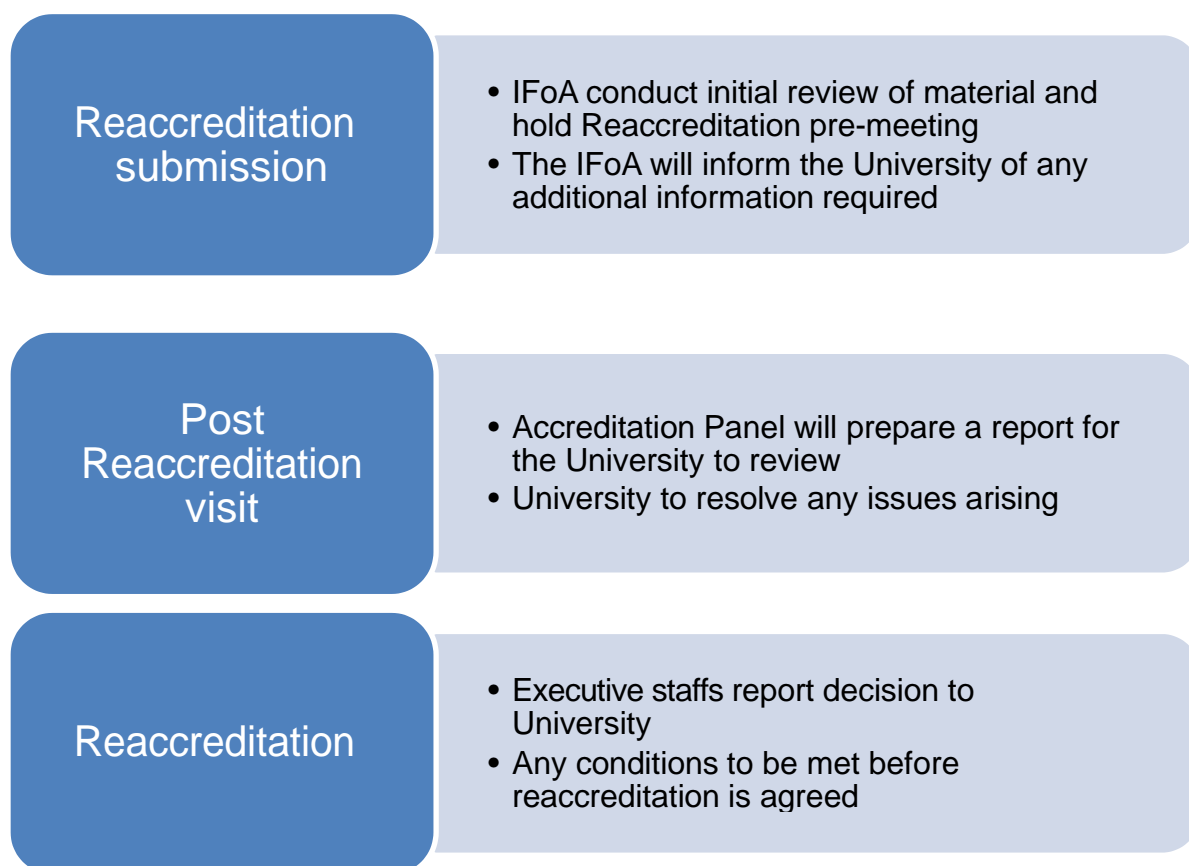 Reaccreditation
submission
• IFoA conduct initial review of material and
hold Reaccreditation pre-meeting
• The IFoA will inform the University of any
additional information required
Post
Reaccreditation
visit
• Accreditation Panel will prepare a report for
the University to review
• University to resolve any issues arising
Reaccreditation
• Executive staffs report decision to
University
• Any conditions to be met before
reaccreditation is agreed